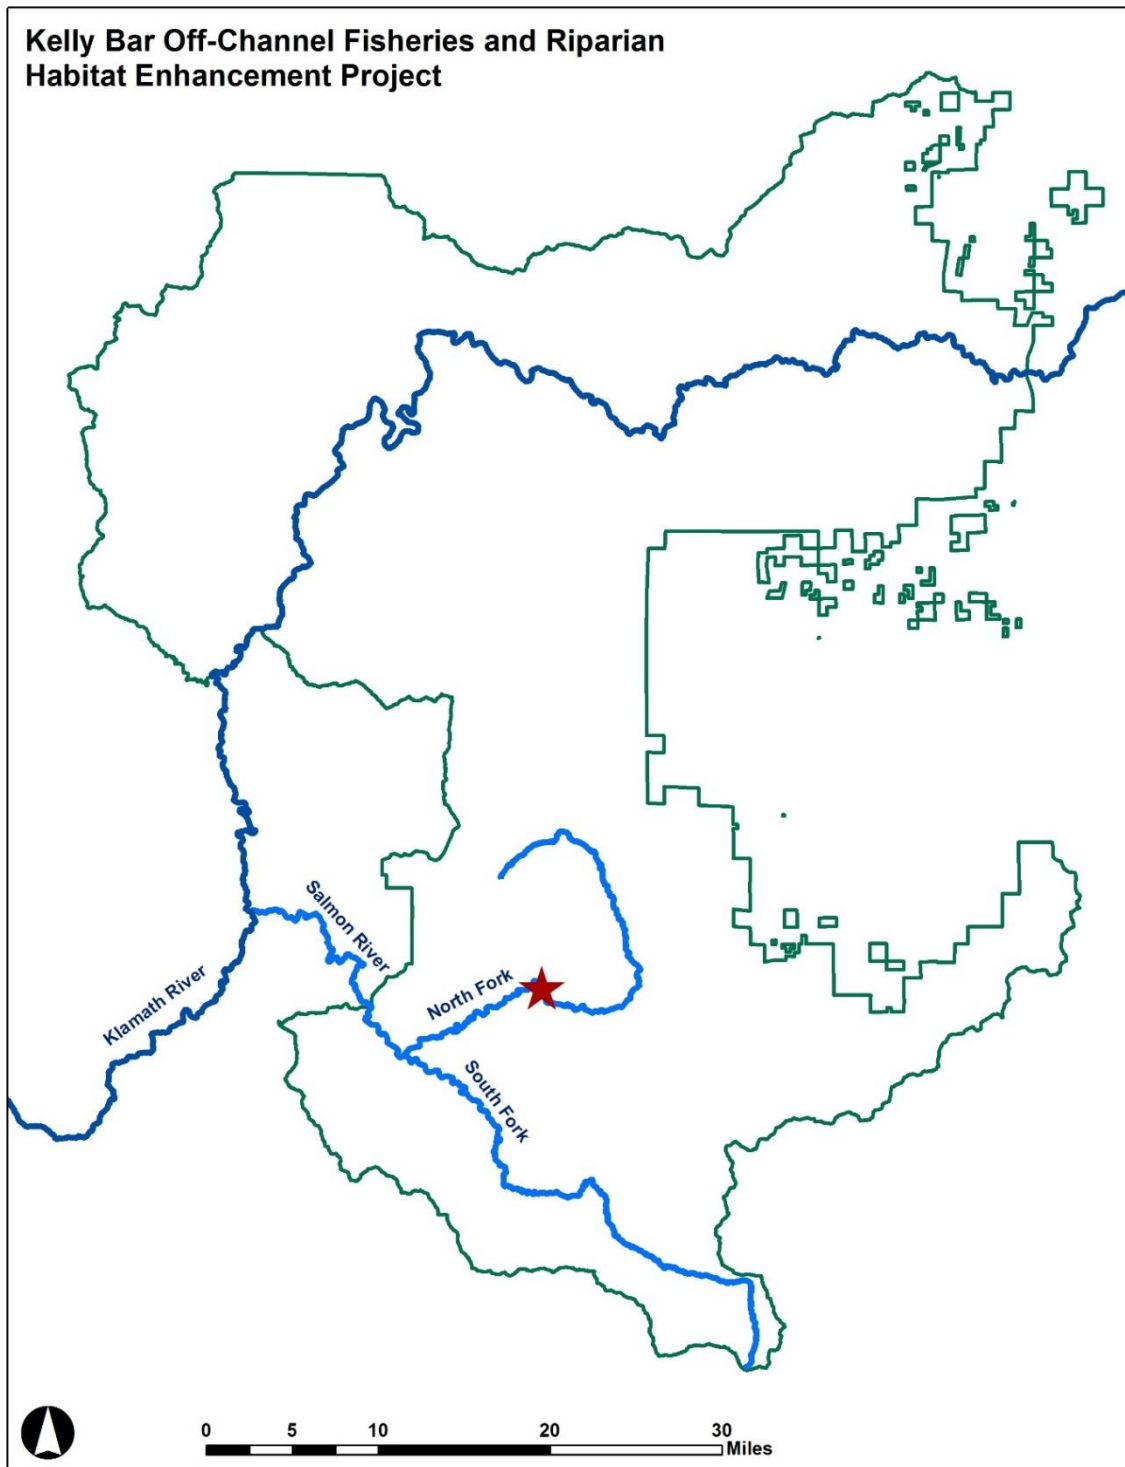 Kelly Bar Off-Channel Fisheries and Riparian
Habitat Enhancement Project
Salmon River
Klamath River
North Fork
South Fork
0 5 10 20 30 Miles